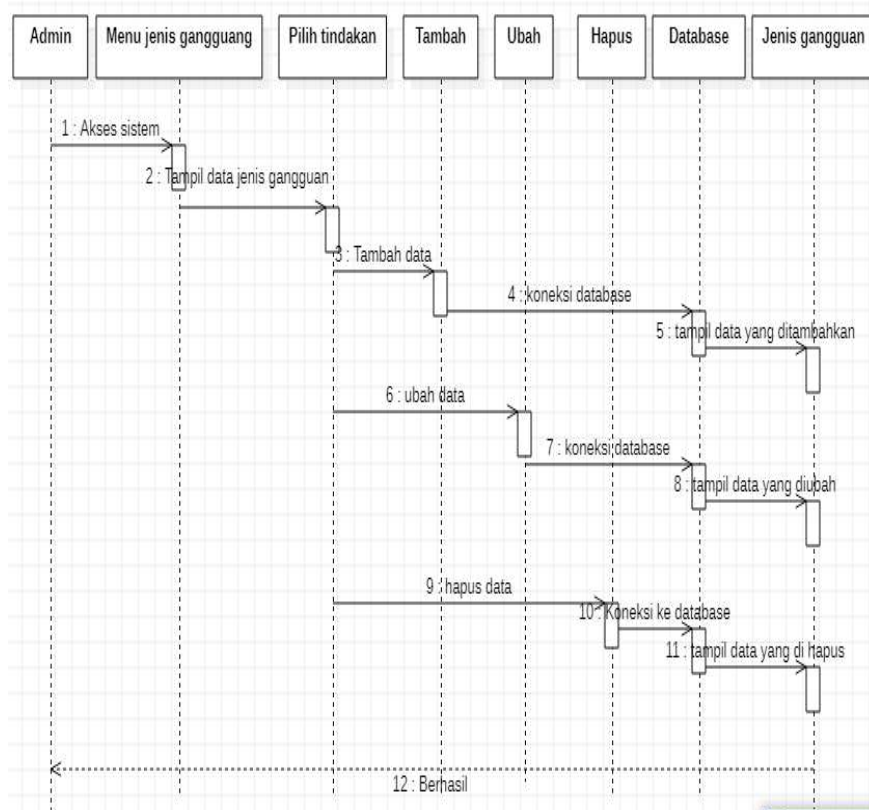 Admin
Menu jenis gangguang
Pilih tindakan
Tambah
Ubah
Hapus
Database
Jenis gangguan
1 : Akses sistem
2 : Tampil data jenis gangguan
3 : Tambah data
4 : koneksi database
5 : tampil data yang ditambahkan
6 : ubah data
7 : koneksi database
8 : tampil data yang diubah
9 : hapus data
10 : Koneksi ke database
11 : tampil data yang di hapus
12 : Berhasil